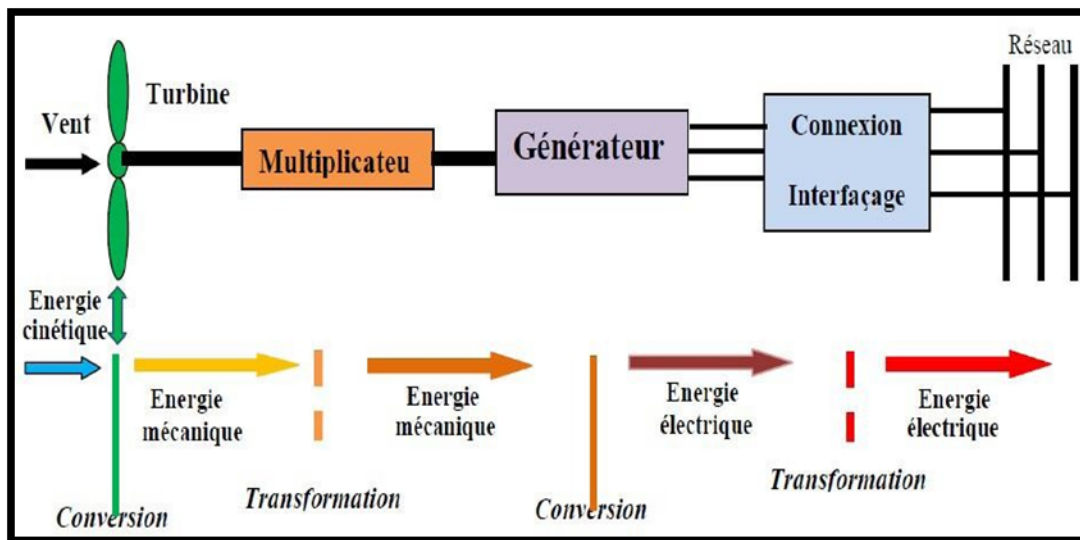 Réseau
Turbine
Vent
Multiplicateu
Générateur
Connexion
Interfaçage
Energie
cinétique
Energie
mécanique
Energie
mécanique
Energie
électrique
Energie
électrique
Conversion
Transformation
Conversion
Transformation